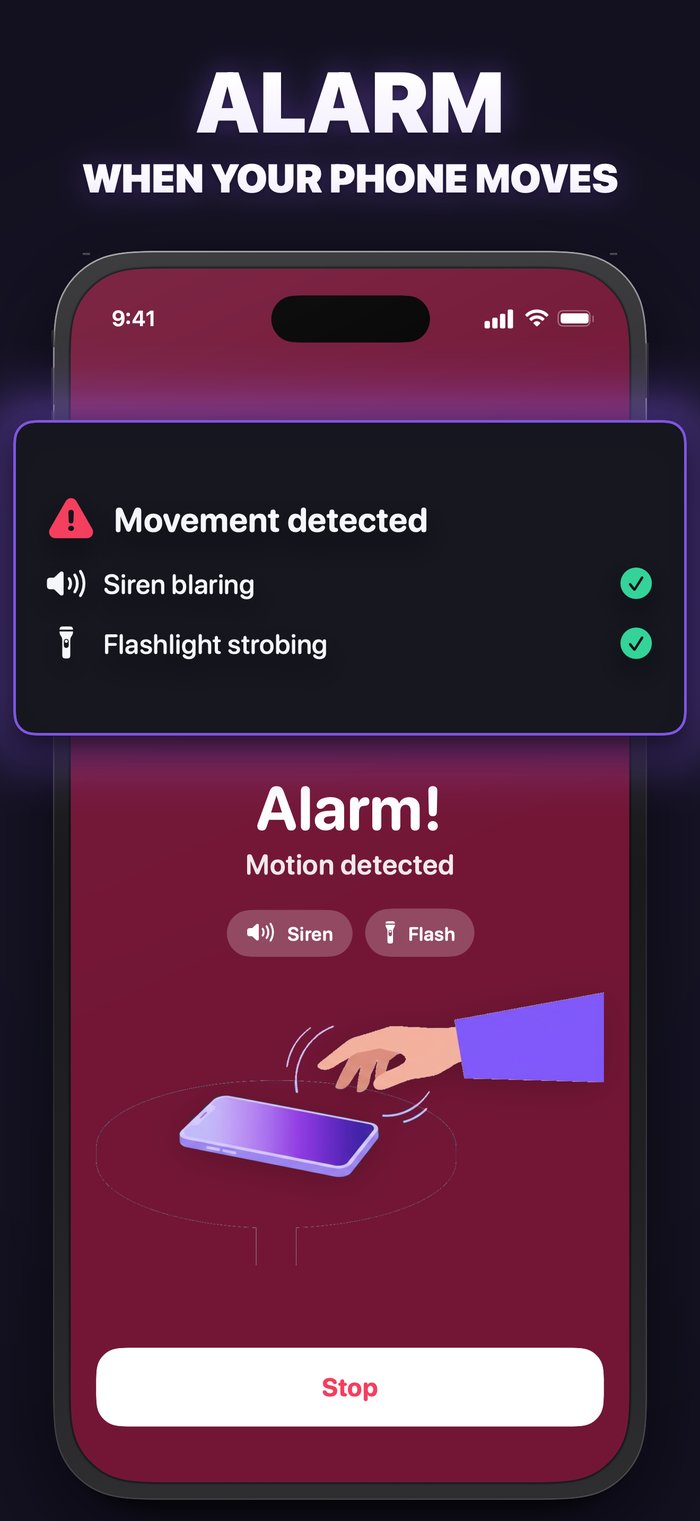 ALARM
WHEN YOUR PHONE MOVES
9:41
Movement detected
Siren blaring
Flashlight strobing
Alarm!
Motion detected
Siren Flash
Stop